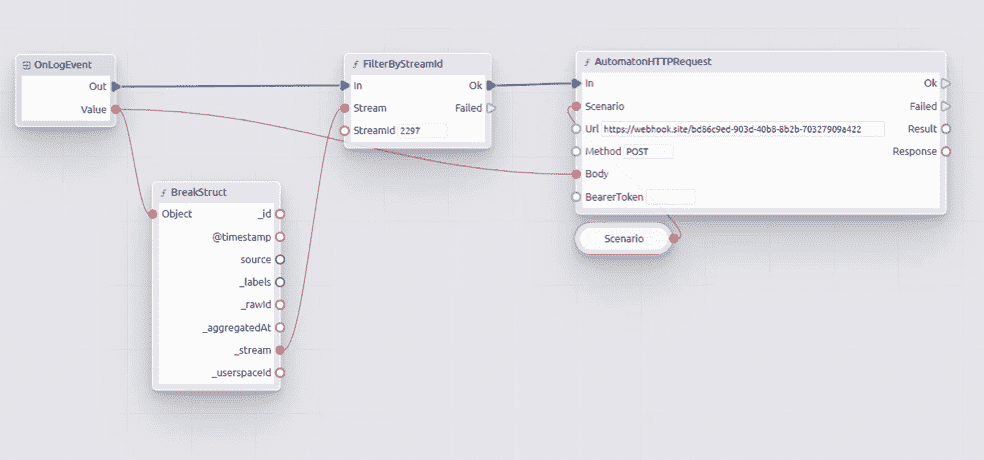 OnLogEvent
Out
Value
FilterByStreamId
In Ok
Stream Failed
StreamId 2297
AutomatonHTTPRequest
In Ok
Scenario Failed
Url https://webhook.site/bd86c9ed-903d-40b8-8b2b-70327909a422 Result
Method POST Response
Body
BearerToken
Scenario
BreakStruct
Object _id
@timestamp
source
_labels
_rawId
_aggregatedAt
_stream
_userspaceId